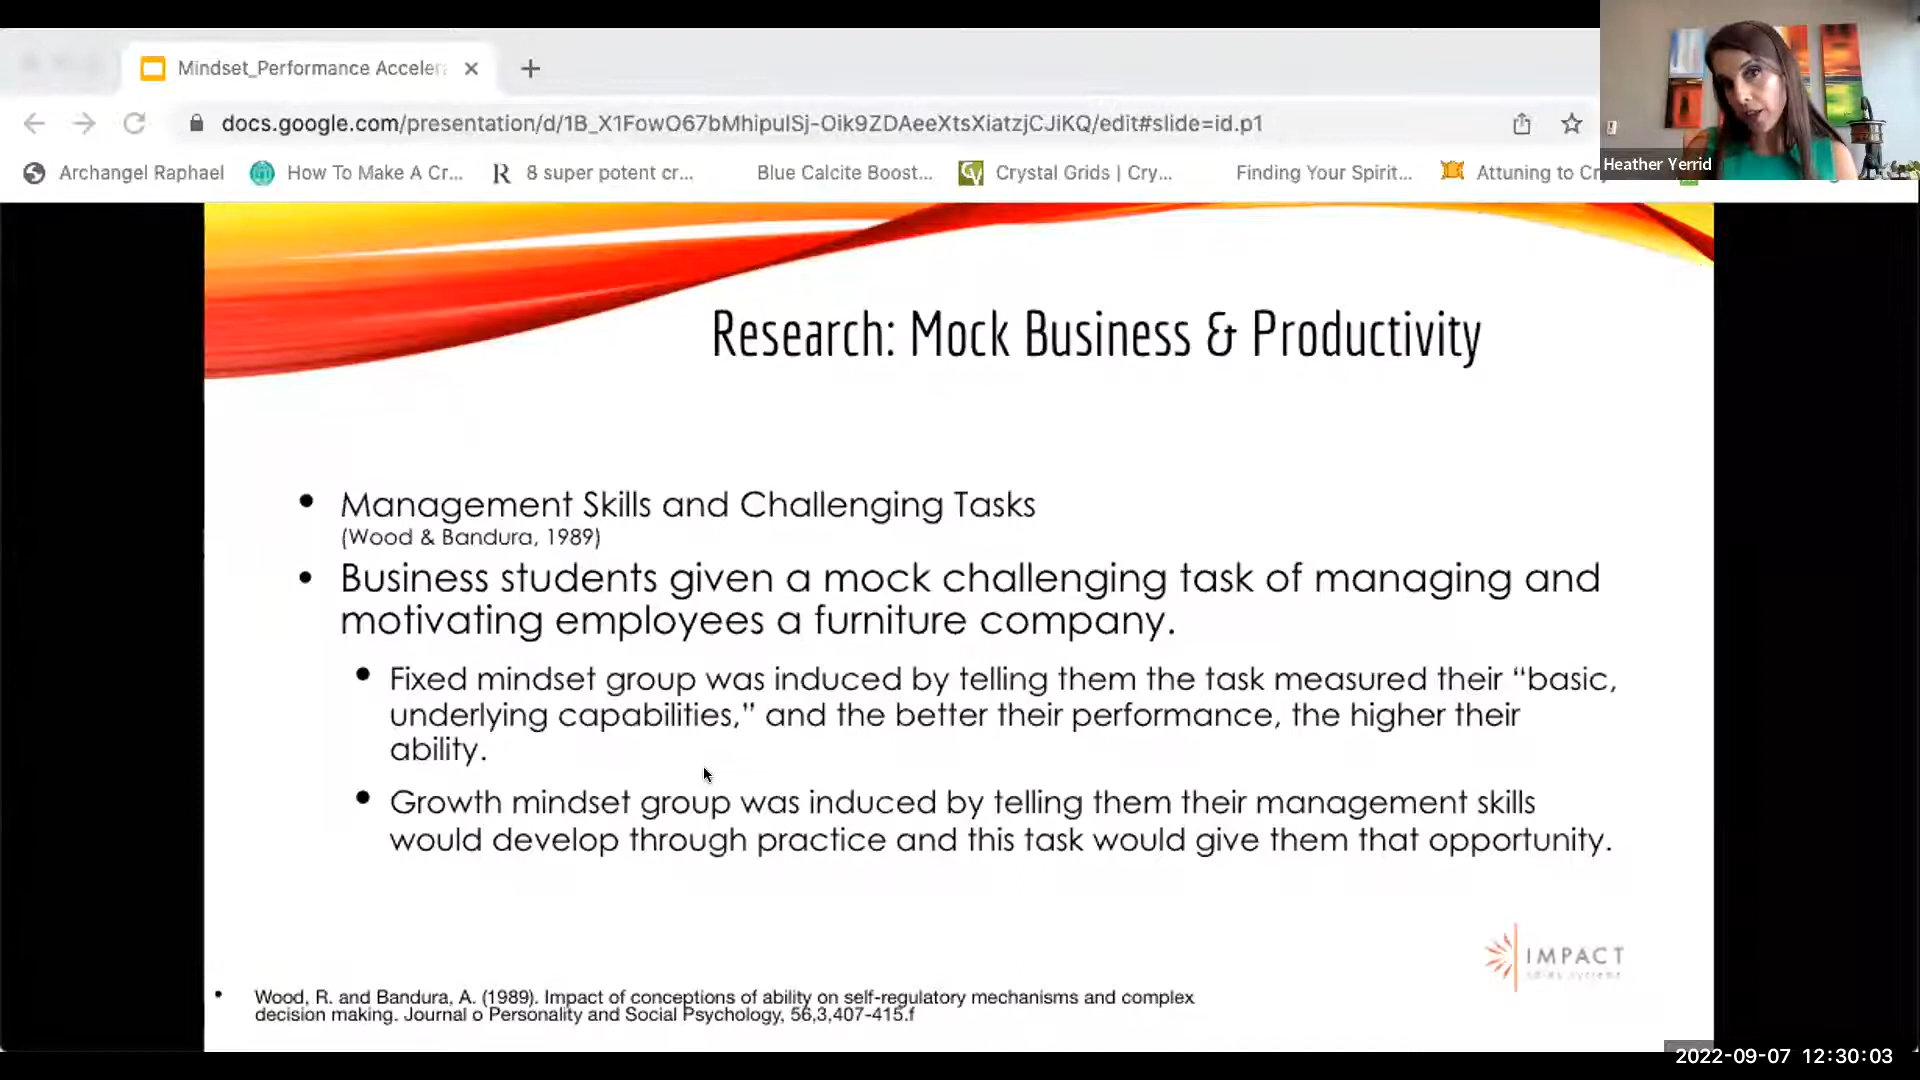 Mindset_Performance Acceler
docs.google.com/presentation/d/1B_X1FowO67bMhipulSj-Oik9ZDAeeXtsXiatzjCJiKQ/edit#slide=id.p1
Archangel Raphael
How To Make A Cr...
8 super potent cr...
Blue Calcite Boost...
Crystal Grids | Cry...
Finding Your Spirit...
Attuning to Cry
Heather Yerrid
Research: Mock Business & Productivity
• Management Skills and Challenging Tasks
(Wood & Bandura, 1989)
• Business students given a mock challenging task of managing and
motivating employees a furniture company.
• Fixed mindset group was induced by telling them the task measured their “basic,
underlying capabilities,” and the better their performance, the higher their
ability.
• Growth mindset group was induced by telling them their management skills
would develop through practice and this task would give them that opportunity.
IMPACT
• Wood, R. and Bandura, A. (1989). Impact of conceptions of ability on self-regulatory mechanisms and complex
decision making. Journal o Personality and Social Psychology, 56,3,407-415.f
2022-09-07 12:30:03